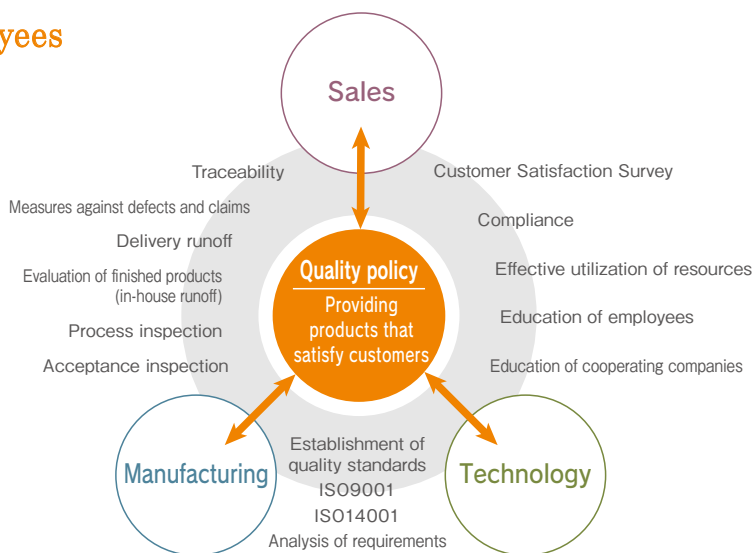 yees
Sales
Traceability
Measures against defects and claims
Delivery runoff
Evaluation of finished products
(in-house runoff)
Process inspection
Acceptance inspection
Customer Satisfaction Survey
Compliance
Effective utilization of resources
Education of employees
Education of cooperating companies
Quality policy
Providing
products that
satisfy customers
Manufacturing
Establishment of
quality standards
ISO9001
ISO14001
Analysis of requirements
Technology